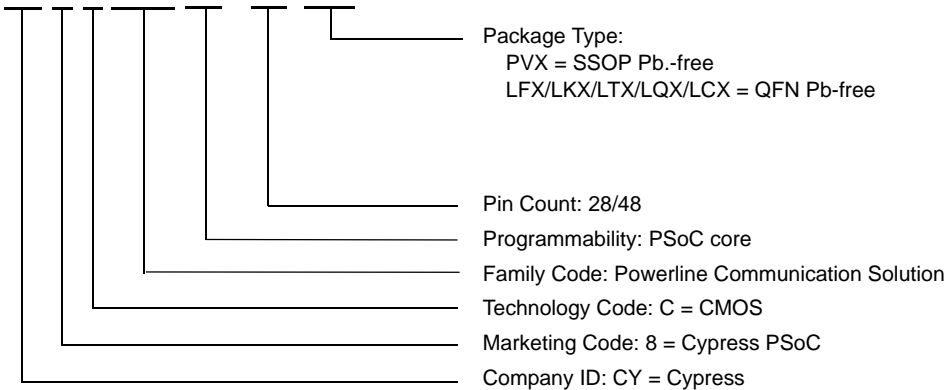 Package Type:
PVX = SSOP Pb.-free
LFX/LKX/LTX/LQX/LCX = QFN Pb-free
Pin Count: 28/48
Programmability: PSoC core
Family Code: Powerline Communication Solution
Technology Code: C = CMOS
Marketing Code: 8 = Cypress PSoC
Company ID: CY = Cypress